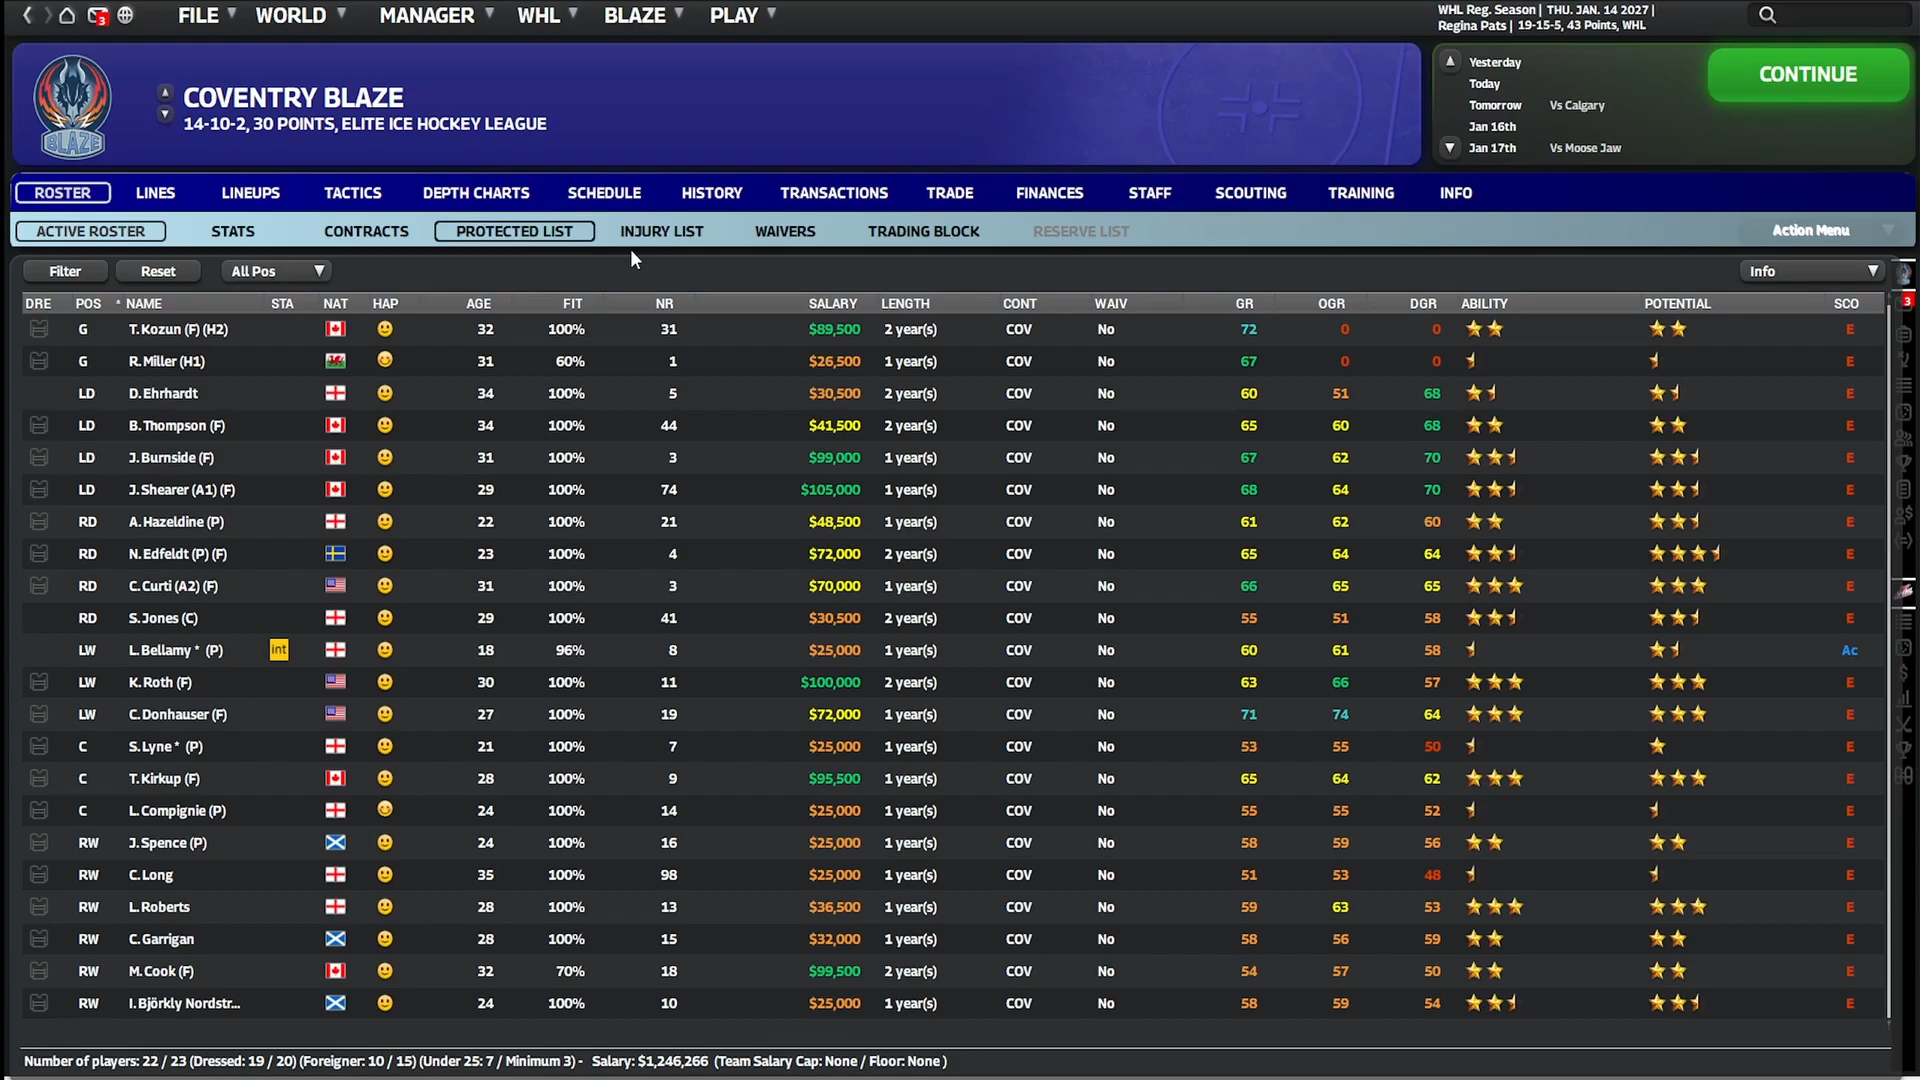 3
FILE WORLD MANAGER WHL BLAZE PLAY
WHL Reg. Season | THU. JAN. 14 2027 |
Regina Pats | 19-15-5, 43 Points, WHL
BLAZE
COVENTRY BLAZE
14-10-2, 30 POINTS, ELITE ICE HOCKEY LEAGUE
Yesterday
Today
Tomorrow Vs Calgary
Jan 16th
Jan 17th Vs Moose Jaw
CONTINUE
ROSTER LINES LINEUPS TACTICS DEPTH CHARTS SCHEDULE HISTORY TRANSACTIONS TRADE FINANCES STAFF SCOUTING TRAINING INFO
ACTIVE ROSTER STATS CONTRACTS PROTECTED LIST INJURY LIST WAIVERS TRADING BLOCK RESERVE LIST Action Menu
Filter Reset All Pos Info
DRE POS NAME STA NAT HAP AGE FIT NR SALARY LENGTH CONT WAIV GR OGR DGR ABILITY POTENTIAL SCO
3
G T. Kozun (F) (H2) 32 100% 31 $89,500 2 year(s) COV No 72 0 0 E
G R. Miller (H1) 31 60% 1 $26,500 1 year(s) COV No 67 0 0 E
LD D. Ehrhardt 34 100% 5 $30,500 2 year(s) COV No 60 51 68 E
LD B. Thompson (F) 34 100% 44 $41,500 2 year(s) COV No 65 60 68 E
LD J. Burnside (F) 31 100% 3 $99,000 1 year(s) COV No 67 62 70 E
LD J. Shearer (A1) (F) 29 100% 74 $105,000 1 year(s) COV No 68 64 70 E
RD A. Hazeldine (P) 22 100% 21 $48,500 1 year(s) COV No 61 62 60 E
RD N. Edfeldt (P) (F) 23 100% 4 $72,000 2 year(s) COV No 65 64 64 E
RD C. Curti (A2) (F) 31 100% 3 $70,000 1 year(s) COV No 66 65 65 E
RD S. Jones (C) 29 100% 41 $30,500 2 year(s) COV No 55 51 58 E
LW L. Bellamy * (P) int 18 96% 8 $25,000 1 year(s) COV No 60 61 58 Ac
LW K. Roth (F) 30 100% 11 $100,000 2 year(s) COV No 63 66 57 E
LW C. Donhauser (F) 27 100% 19 $72,000 1 year(s) COV No 71 74 64 E
C S. Lyne * (P) 21 100% 7 $25,000 1 year(s) COV No 53 55 50 E
C T. Kirkup (F) 28 100% 9 $95,500 1 year(s) COV No 65 64 62 E
C L. Compignie (P) 24 100% 14 $25,000 1 year(s) COV No 55 55 52 E
RW J. Spence (P) 24 100% 16 $25,000 1 year(s) COV No 58 59 56 E
RW C. Long 35 100% 98 $25,000 1 year(s) COV No 51 53 48 E
RW L. Roberts 28 100% 13 $36,500 1 year(s) COV No 59 63 53 E
RW C. Garrigan 28 100% 15 $32,000 1 year(s) COV No 58 56 59 E
RW M. Cook (F) 32 70% 18 $99,500 2 year(s) COV No 54 57 50 E
RW I. Björkly Nordstr... 24 100% 10 $25,000 1 year(s) COV No 58 59 54 E
Number of players: 22 / 23 (Dressed: 19 / 20) (Foreigner: 10 / 15) (Under 25: 7 / Minimum 3) - Salary: $1,246,266 (Team Salary Cap: None / Floor: None )